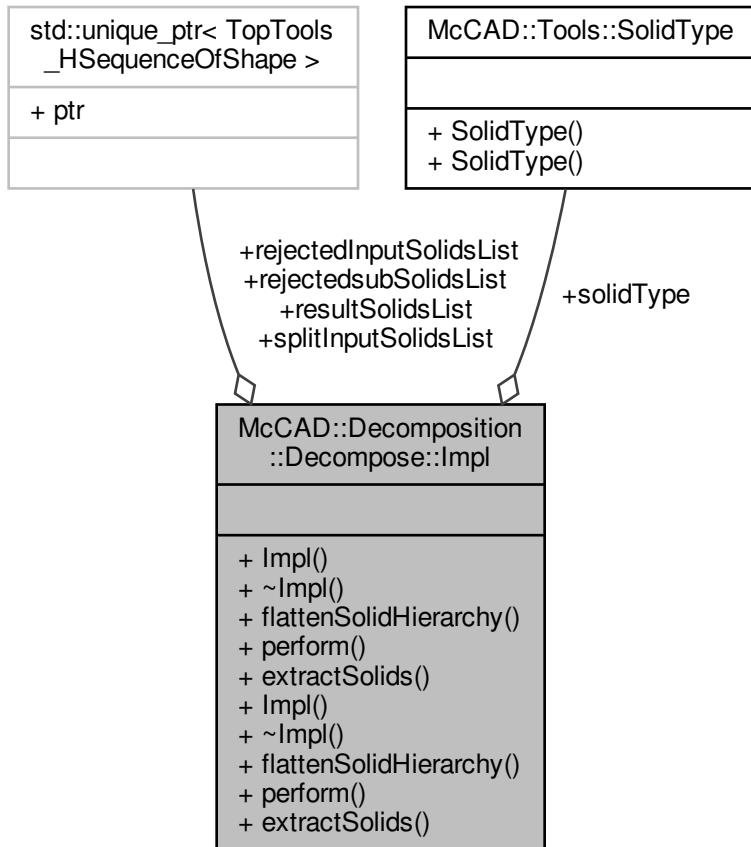 std::unique_ptr< TopTools
_HSequenceOfShape >
+ ptr
McCAD::Tools::SolidType
+ SolidType()
+ SolidType()
+rejectedInputSolidsList
+rejectedsubSolidsList
+resultSolidsList
+splitInputSolidsList
+solidType
McCAD::Decomposition
::Decompose::Impl
+ Impl()
+ ~Impl()
+ flattenSolidHierarchy()
+ perform()
+ extractSolids()
+ Impl()
+ ~Impl()
+ flattenSolidHierarchy()
+ perform()
+ extractSolids()